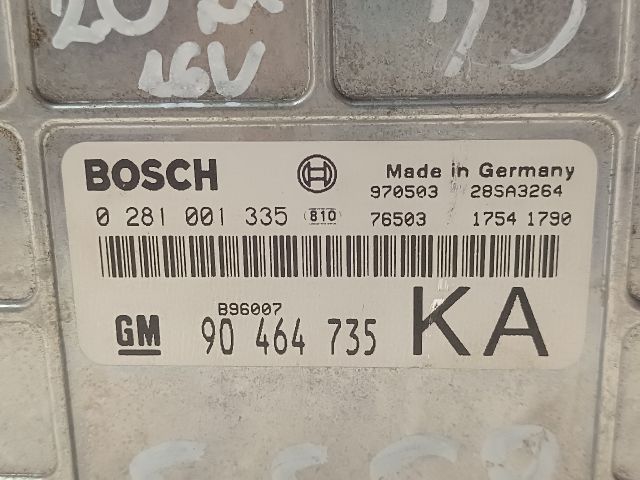 16V
BOSCH Made in Germany
970503 28SA3264
0 281 001 335 (810) 76503 1754 1790
B96007
GM 90 464 735 KA